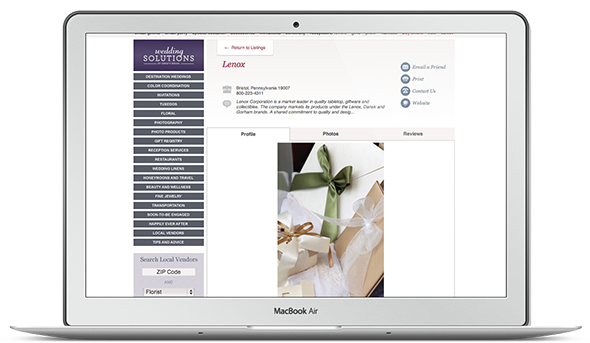 wedding
SOLUTIONS
← Return to Listings
Lenox
Bristol, Pennsylvania 19007
800-223-4311
Lenox Corporation is a market leader in quality tabletop, giftware and
collectibles. The company markets its products under the Lenox, Dansk and
Gorham brands. A shared commitment to quality and desig...
Email a Friend
Print
Contact Us
Website
Profile
Photos
Reviews
DESTINATION WEDDINGS
COLOR COORDINATION
INVITATIONS
TUXEDOS
FLORAL
PHOTOGRAPHY
PHOTO PRODUCTS
GIFT REGISTRY
RECEPTION SERVICES
RESTAURANTS
WEDDING LINENS
HONEYMOONS AND TRAVEL
BEAUTY AND WELLNESS
FINE JEWELRY
TRANSPORTATION
SOON-TO-BE ENGAGED
HAPPILY EVER AFTER
LOCAL VENDORS
TIPS AND ADVICE
Search Local Vendors
ZIP Code
AND
Florist
MacBook Air